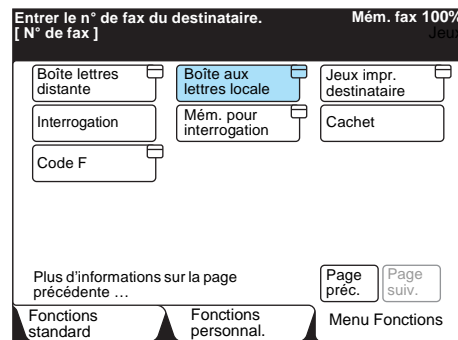 Entrer le n° de fax du destinataire. Mém. fax 100%
[ N° de fax ] Jeux
Boîte lettres distante
Boîte aux lettres locale
Jeux impr. destinataire
Interrogation
Mém. pour interrogation
Cachet
Code F
Plus d'informations sur la page
précédente …
Page préc.
Page suiv.
Fonctions standard
Fonctions personnal.
Menu Fonctions